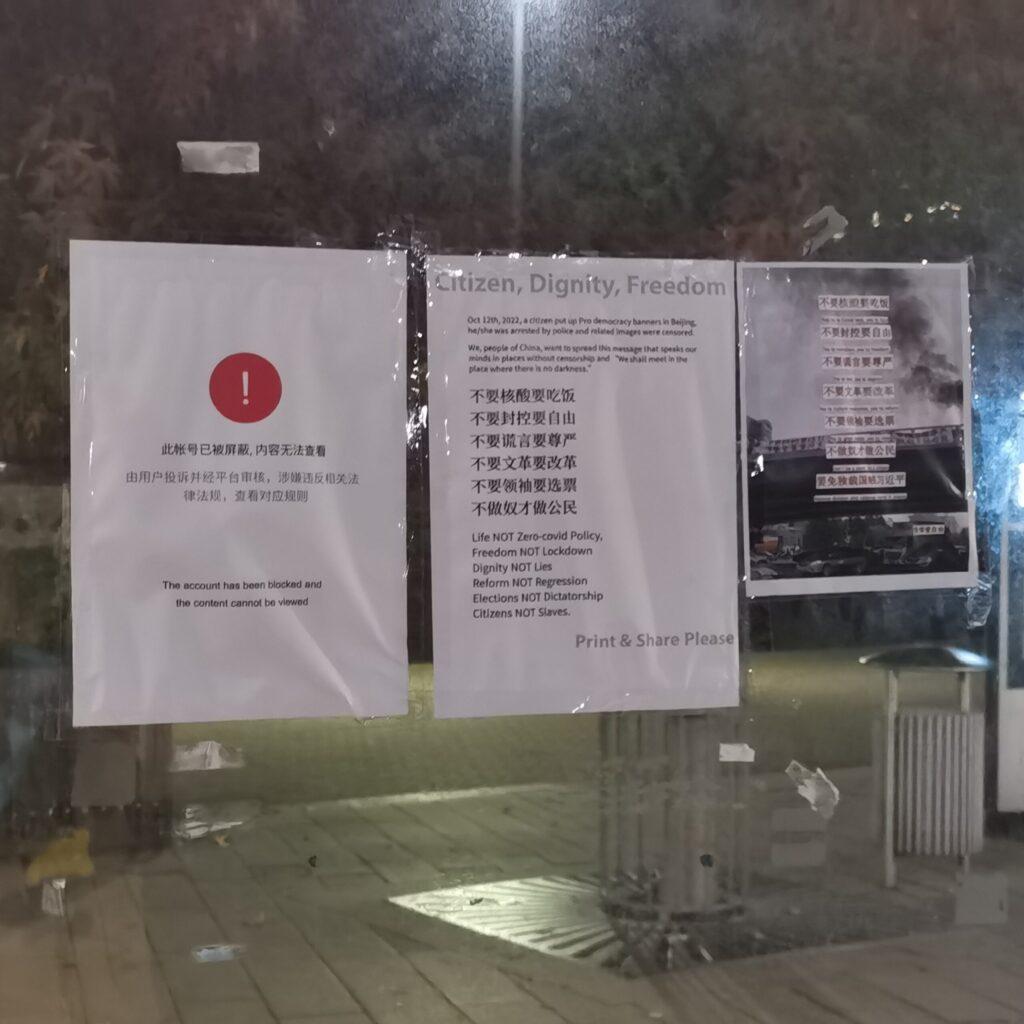 此帐号已被屏蔽, 内容无法查看
由用户投诉并经平台审核，涉嫌违反相关法
律法规，查看对应规则
The account has been blocked and
the content cannot be viewed
Citizen, Dignity, Freedom
Oct 12th, 2022, a citizen put up Pro democracy banners in Beijing,
he/she was arrested by police and related images were censored.
We, people of China, want to spread this message that speaks our
minds in places without censorship and "We shall meet in the
place where there is no darkness."
不要核酸要吃饭
不要封控要自由
不要谎言要尊严
不要文革要改革
不要领袖要选票
不做奴才做公民
Life NOT Zero-covid Policy,
Freedom NOT Lockdown
Dignity NOT Lies
Reform NOT Regression
Elections NOT Dictatorship
Citizens NOT Slaves.
Print & Share Please
不要核酸要吃饭
不要封控要自由
不要谎言要尊严
不要文革要改革
不要领袖要选票
不做奴才做公民
罢免独裁国贼习近平